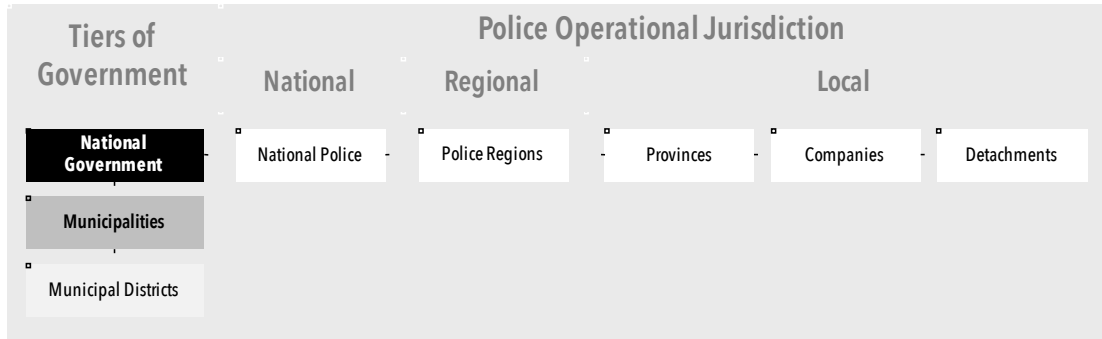 Tiers of
Government
Police Operational Jurisdiction
National
Regional
Local
National
Government
National Police
Police Regions
Provinces
Companies
Detachments
Municipalities
Municipal Districts